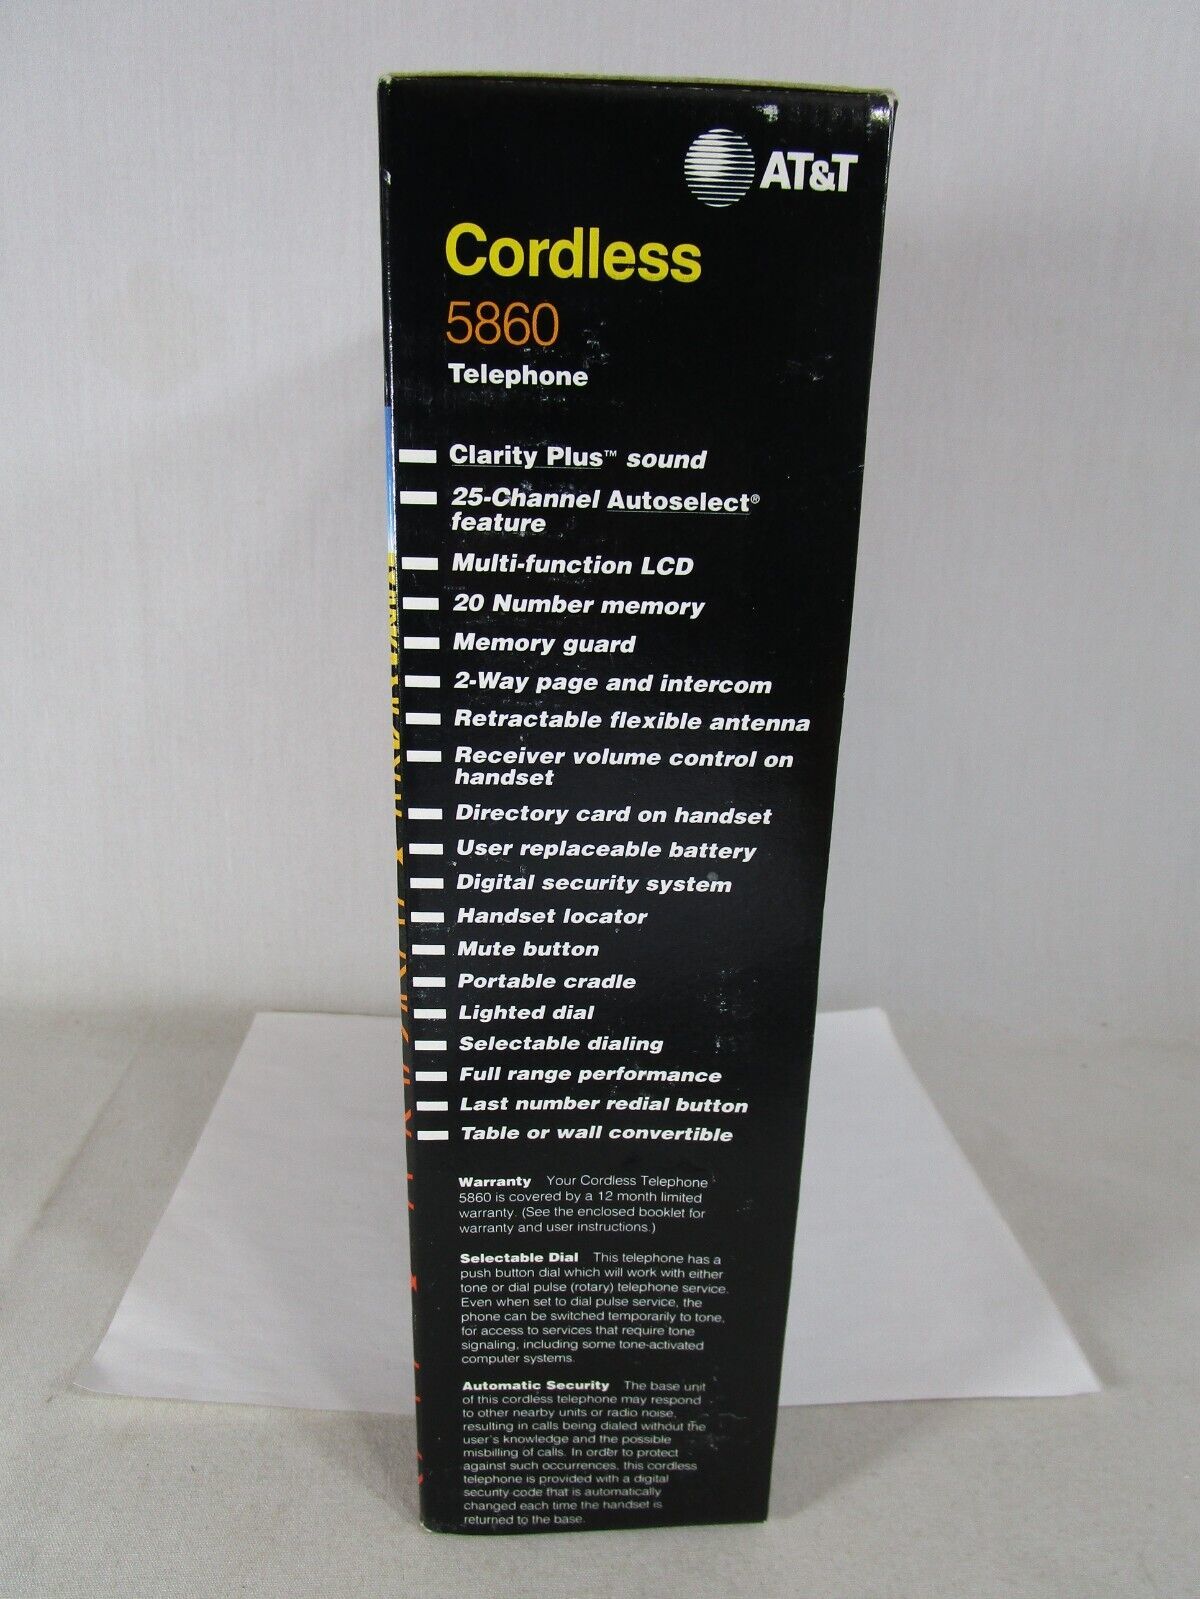 AT&T
Cordless
5860
Telephone
Clarity Plus™ sound
25-Channel Autoselect®
feature
Multi-function LCD
20 Number memory
Memory guard
2-Way page and intercom
Retractable flexible antenna
Receiver volume control on
handset
Directory card on handset
User replaceable battery
Digital security system
Handset locator
Mute button
Portable cradle
Lighted dial
Selectable dialing
Full range performance
Last number redial button
Table or wall convertible
Warranty Your Cordless Telephone
5860 is covered by a 12 month limited
warranty. (See the enclosed booklet for
warranty and user instructions.)
Selectable Dial This telephone has a
push button dial which will work with either
tone or dial pulse (rotary) telephone service.
Even when set to dial pulse service, the
phone can be switched temporarily to tone,
for access to services that require tone
signaling, including some tone-activated
computer systems.
Automatic Security The base unit
of this cordless telephone may respond
to other nearby units or radio noise,
resulting in calls being dialed without the
user's knowledge and the possible
misbilling of calls. In order to protect
against such occurrences, this cordless
telephone is provided with a digital
security code that is automatically
changed each time the handset is
returned to the base.